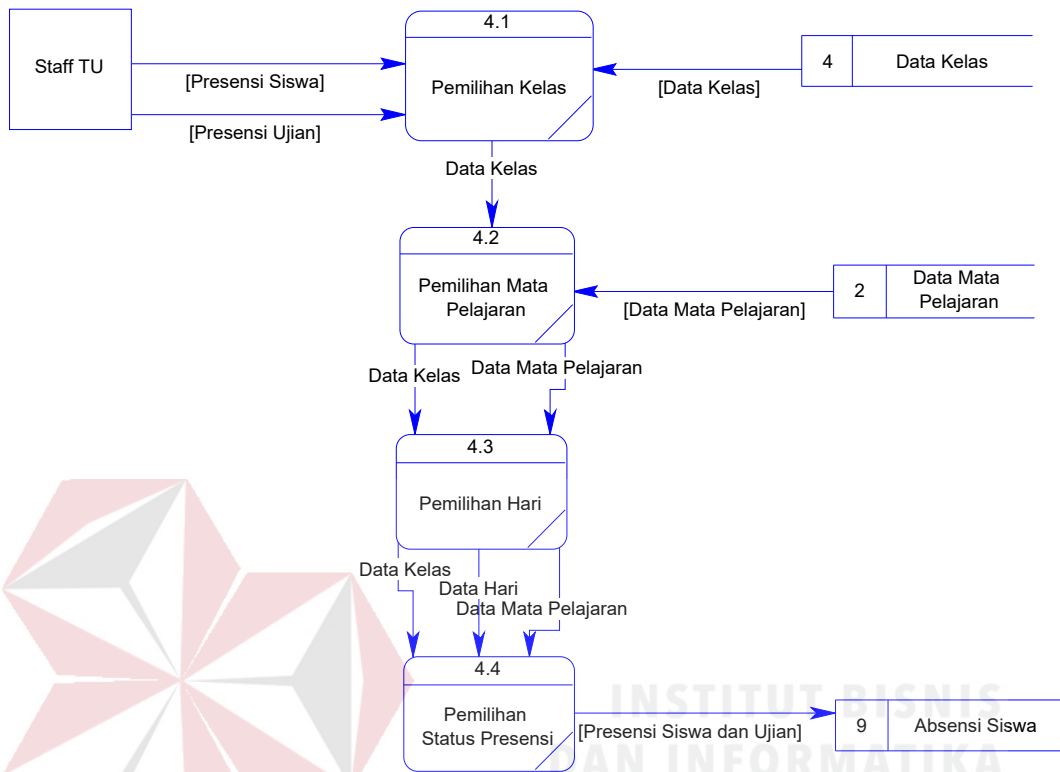 4.1
Staff TU
Pemilihan Kelas
4
Data Kelas
[Presensi Siswa]
[Data Kelas]
[Presensi Ujian]
Data Kelas
4.2
Pemilihan Mata
Pelajaran
2
Data Mata
Pelajaran
[Data Mata Pelajaran]
Data Kelas
Data Mata Pelajaran
4.3
Pemilihan Hari
Data Kelas
Data Hari
Data Mata Pelajaran
4.4
Pemilihan
Status Presensi
[Presensi Siswa dan Ujian]
9
Absensi Siswa
INSTITUT BISNIS
DAN INFORMATIKA